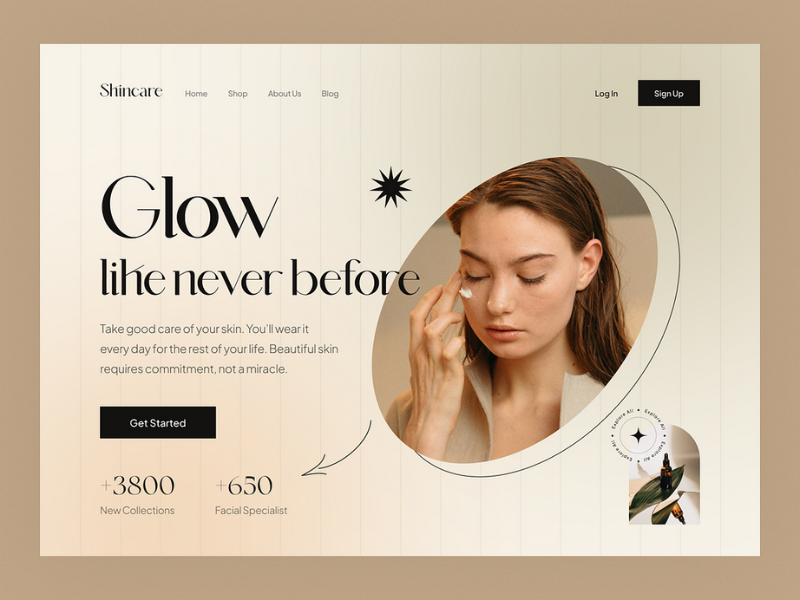 Shincare
Home
Shop
About Us
Blog
Log In
Sign Up
Glow
like never before
Take good care of your skin. You'll wear it
every day for the rest of your life. Beautiful skin
requires commitment, not a miracle.
Get Started
+3800
New Collections
+650
Facial Specialist
Explore All • Explore All • Explore All • Explore All •